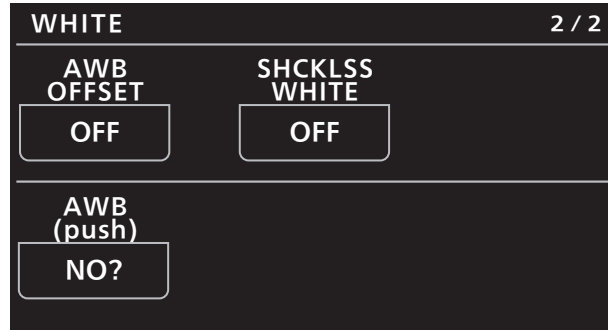 WHITE 2 / 2
AWB OFFSET
OFF
SHCKLSS WHITE
OFF
AWB (push)
NO?